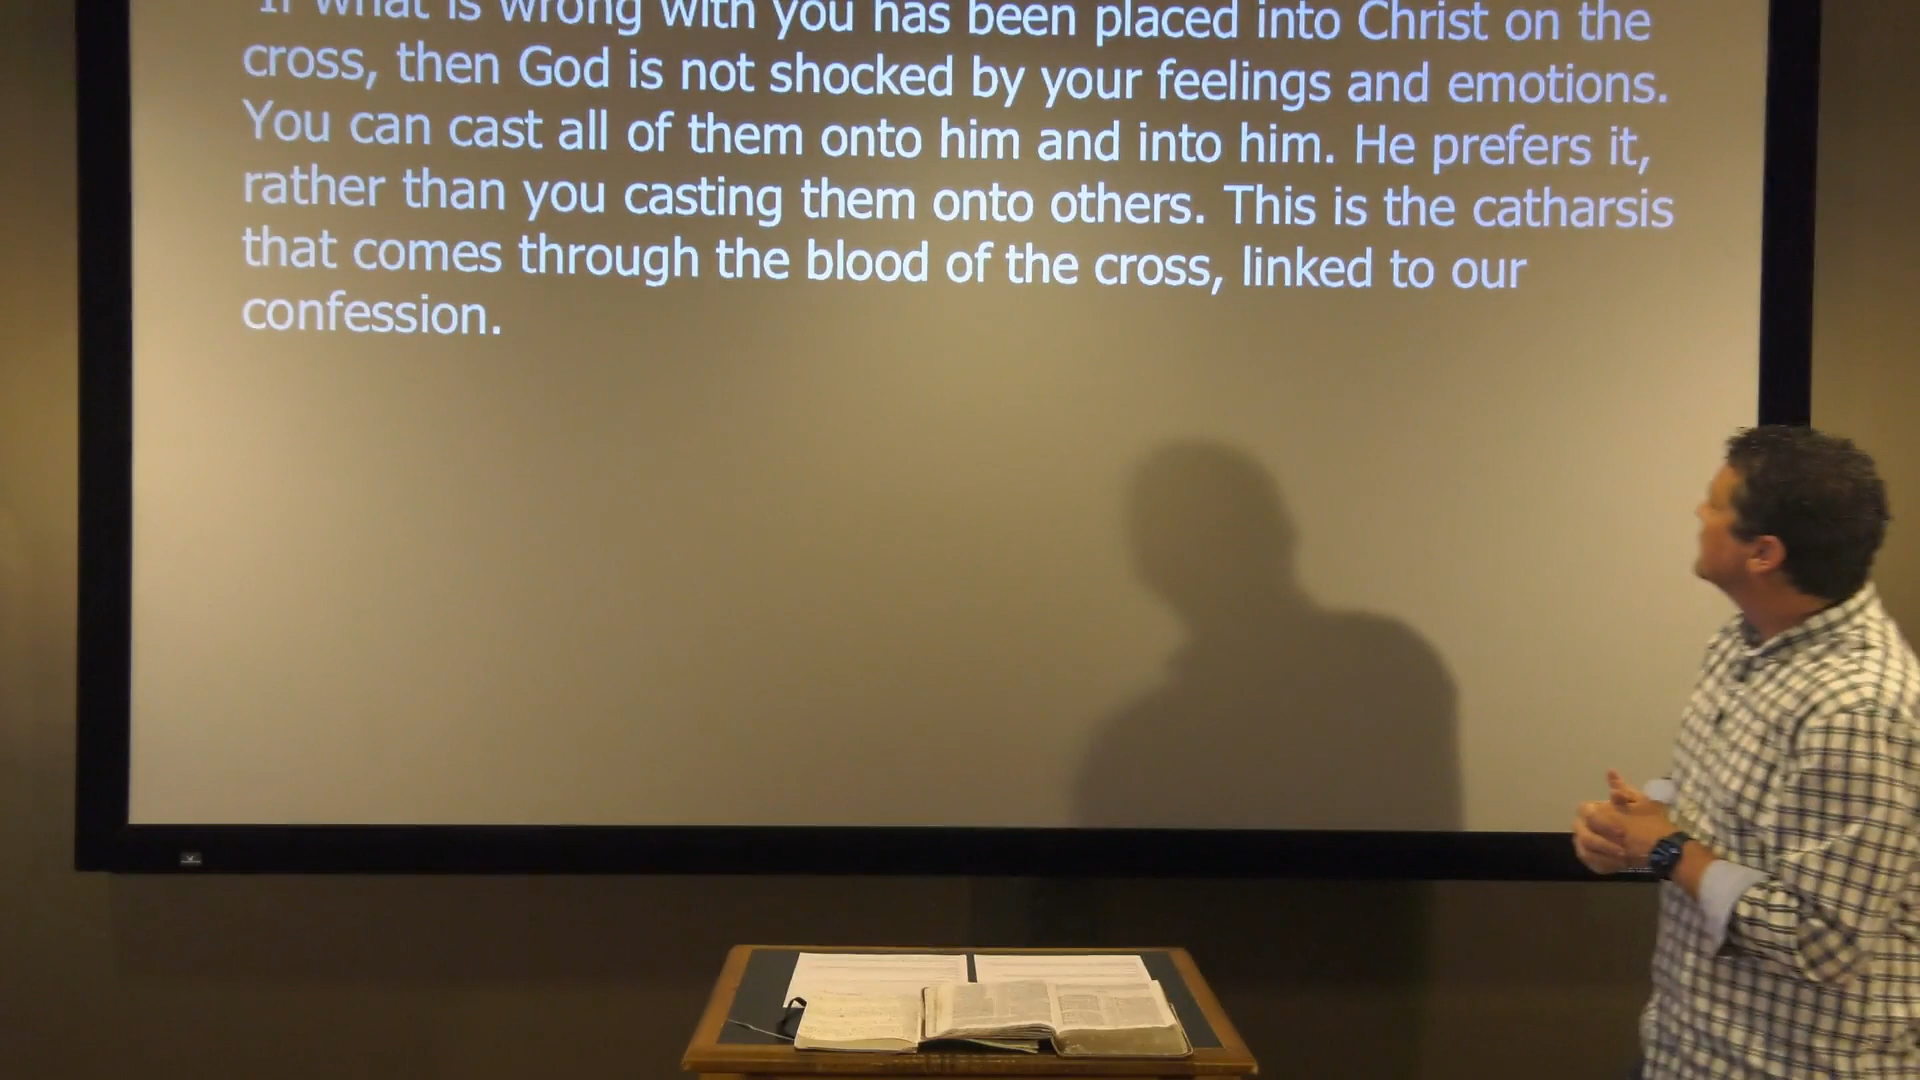 If what is wrong with you has been placed into Christ on the
cross, then God is not shocked by your feelings and emotions.
You can cast all of them onto him and into him. He prefers it,
rather than you casting them onto others. This is the catharsis
that comes through the blood of the cross, linked to our
confession.